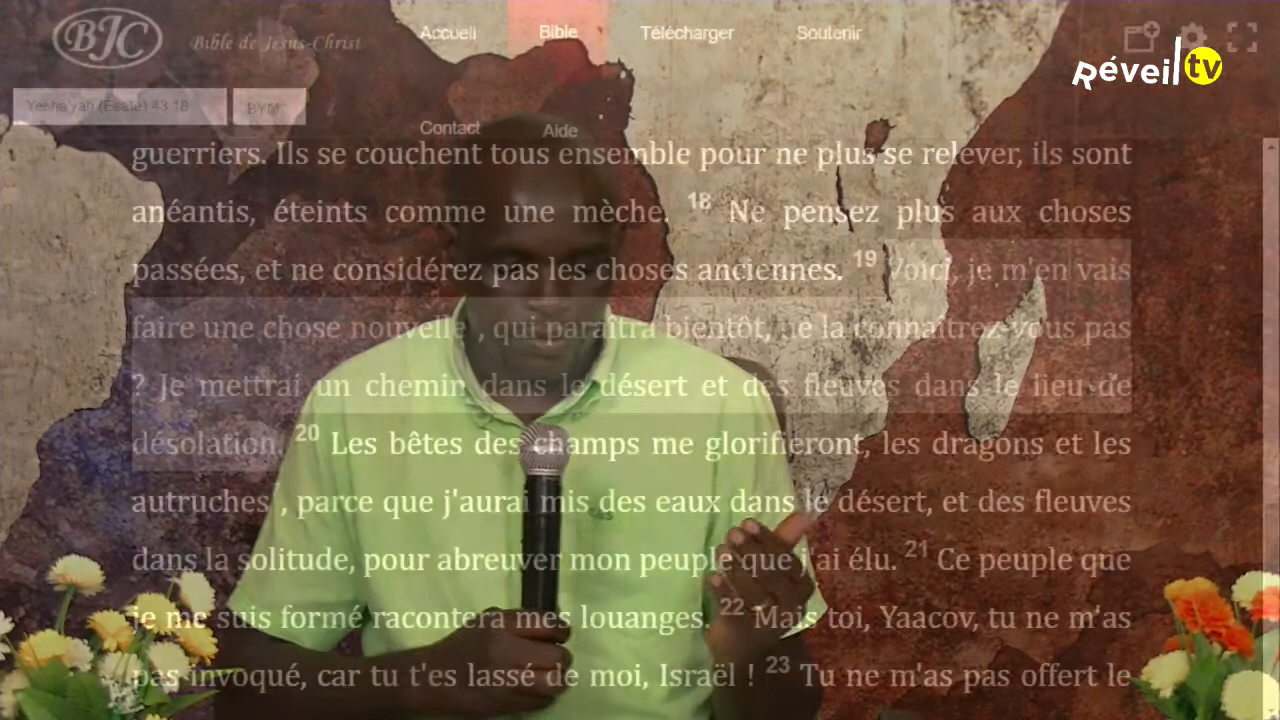 BJC Bible de Jésus-Christ
Accueil Bible Télécharger Soutenir
Réveil tv
Yesha'yah (Esaïe) 43:18 BYM
Contact Aide
guerriers. Ils se couchent tous ensemble pour ne plus se relever, ils sont
anéantis, éteints comme une mèche. 18 Ne pensez plus aux choses
passées, et ne considérez pas les choses anciennes. 19 Voici, je m'en vais
faire une chose nouvelle , qui paraîtra bientôt, ne la connaîtrez-vous pas
? Je mettrai un chemin dans le désert et des fleuves dans le lieu de
désolation. 20 Les bêtes des champs me glorifieront, les dragons et les
autruches , parce que j'aurai mis des eaux dans le désert, et des fleuves
dans la solitude, pour abreuver mon peuple que j'ai élu. 21 Ce peuple que
je me suis formé racontera mes louanges. 22 Mais toi, Yaacov, tu ne m'as
pas invoqué, car tu t'es lassé de moi, Israël ! 23 Tu ne m'as pas offert le